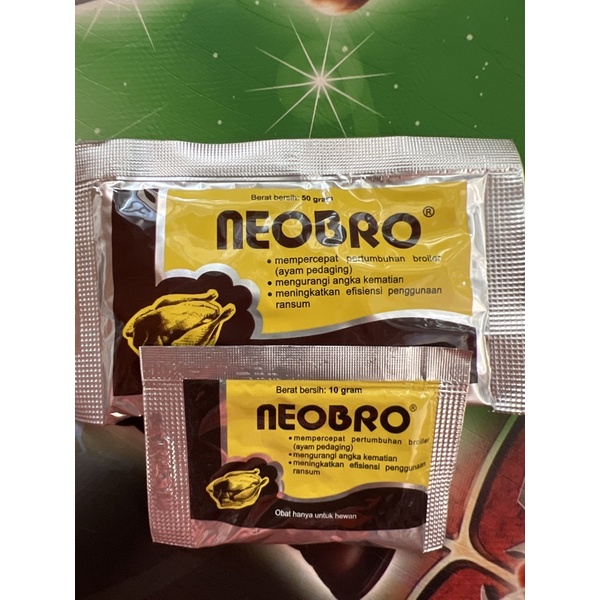 Berat bersih: 50 gram
NEOBRO®
• mempercepat pertumbuhan broiler
(ayam pedaging)
• mengurangi angka kematian
• meningkatkan efisiensi penggunaan
ransum
Berat bersih: 10 gram
NEOBRO®
• mempercepat pertumbuhan broiler
(ayam pedaging)
• mengurangi angka kematian
• meningkatkan efisiensi penggunaan
ransum
Obat hanya untuk hewan